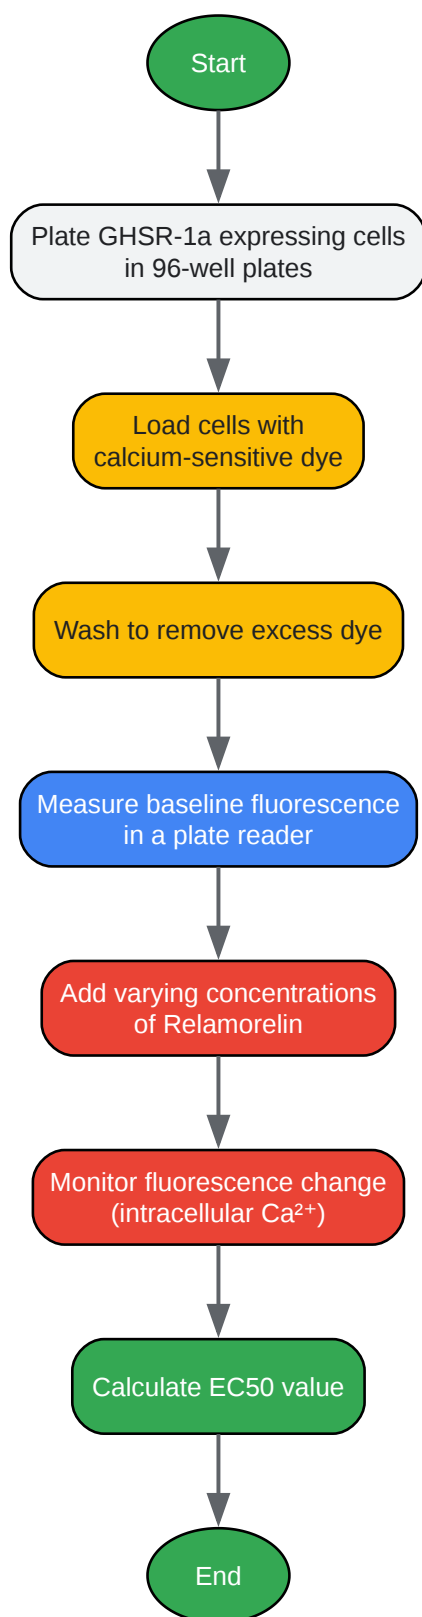 Start
Plate GHSR-1a expressing cells
in 96-well plates
Load cells with
calcium-sensitive dye
Wash to remove excess dye
Measure baseline fluorescence
in a plate reader
Add varying concentrations
of Relamorelin
Monitor fluorescence change
(intracellular Ca²⁺)
Calculate EC50 value
End